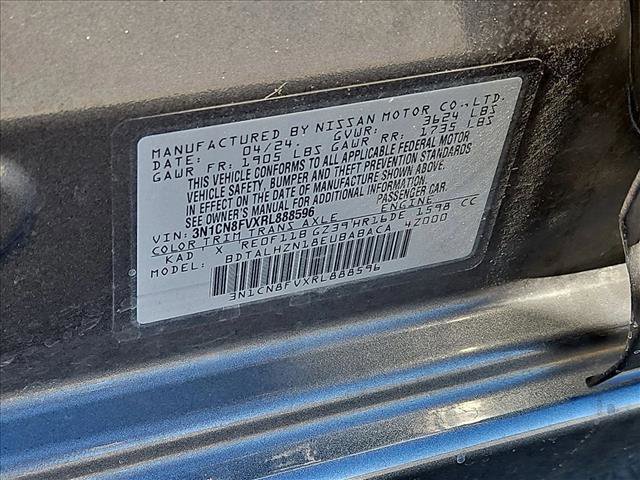 MANUFACTURED BY NISSAN MOTOR CO., LTD.
DATE: 04/24, GVWR: 3624 LBS
GAWR FR: 1905 LBS GAWR RR: 1735 LBS
THIS VEHICLE CONFORMS TO ALL APPLICABLE FEDERAL MOTOR
VEHICLE SAFETY, BUMPER AND THEFT PREVENTION STANDARDS
IN EFFECT ON THE DATE OF MANUFACTURE SHOWN ABOVE.
SEE OWNER'S MANUAL FOR ADDITIONAL INFORMATION.
VIN: 3N1CN8FVXRL888596 PASSENGER CAR.
COLOR TRIM TRANS AXLE ENGINE
KAD X RE0F11B GZ39 HR16DE 1598 CC
MODEL: BDTALHZN18EUBABACA 42000
3N1CN8FVXRL888596